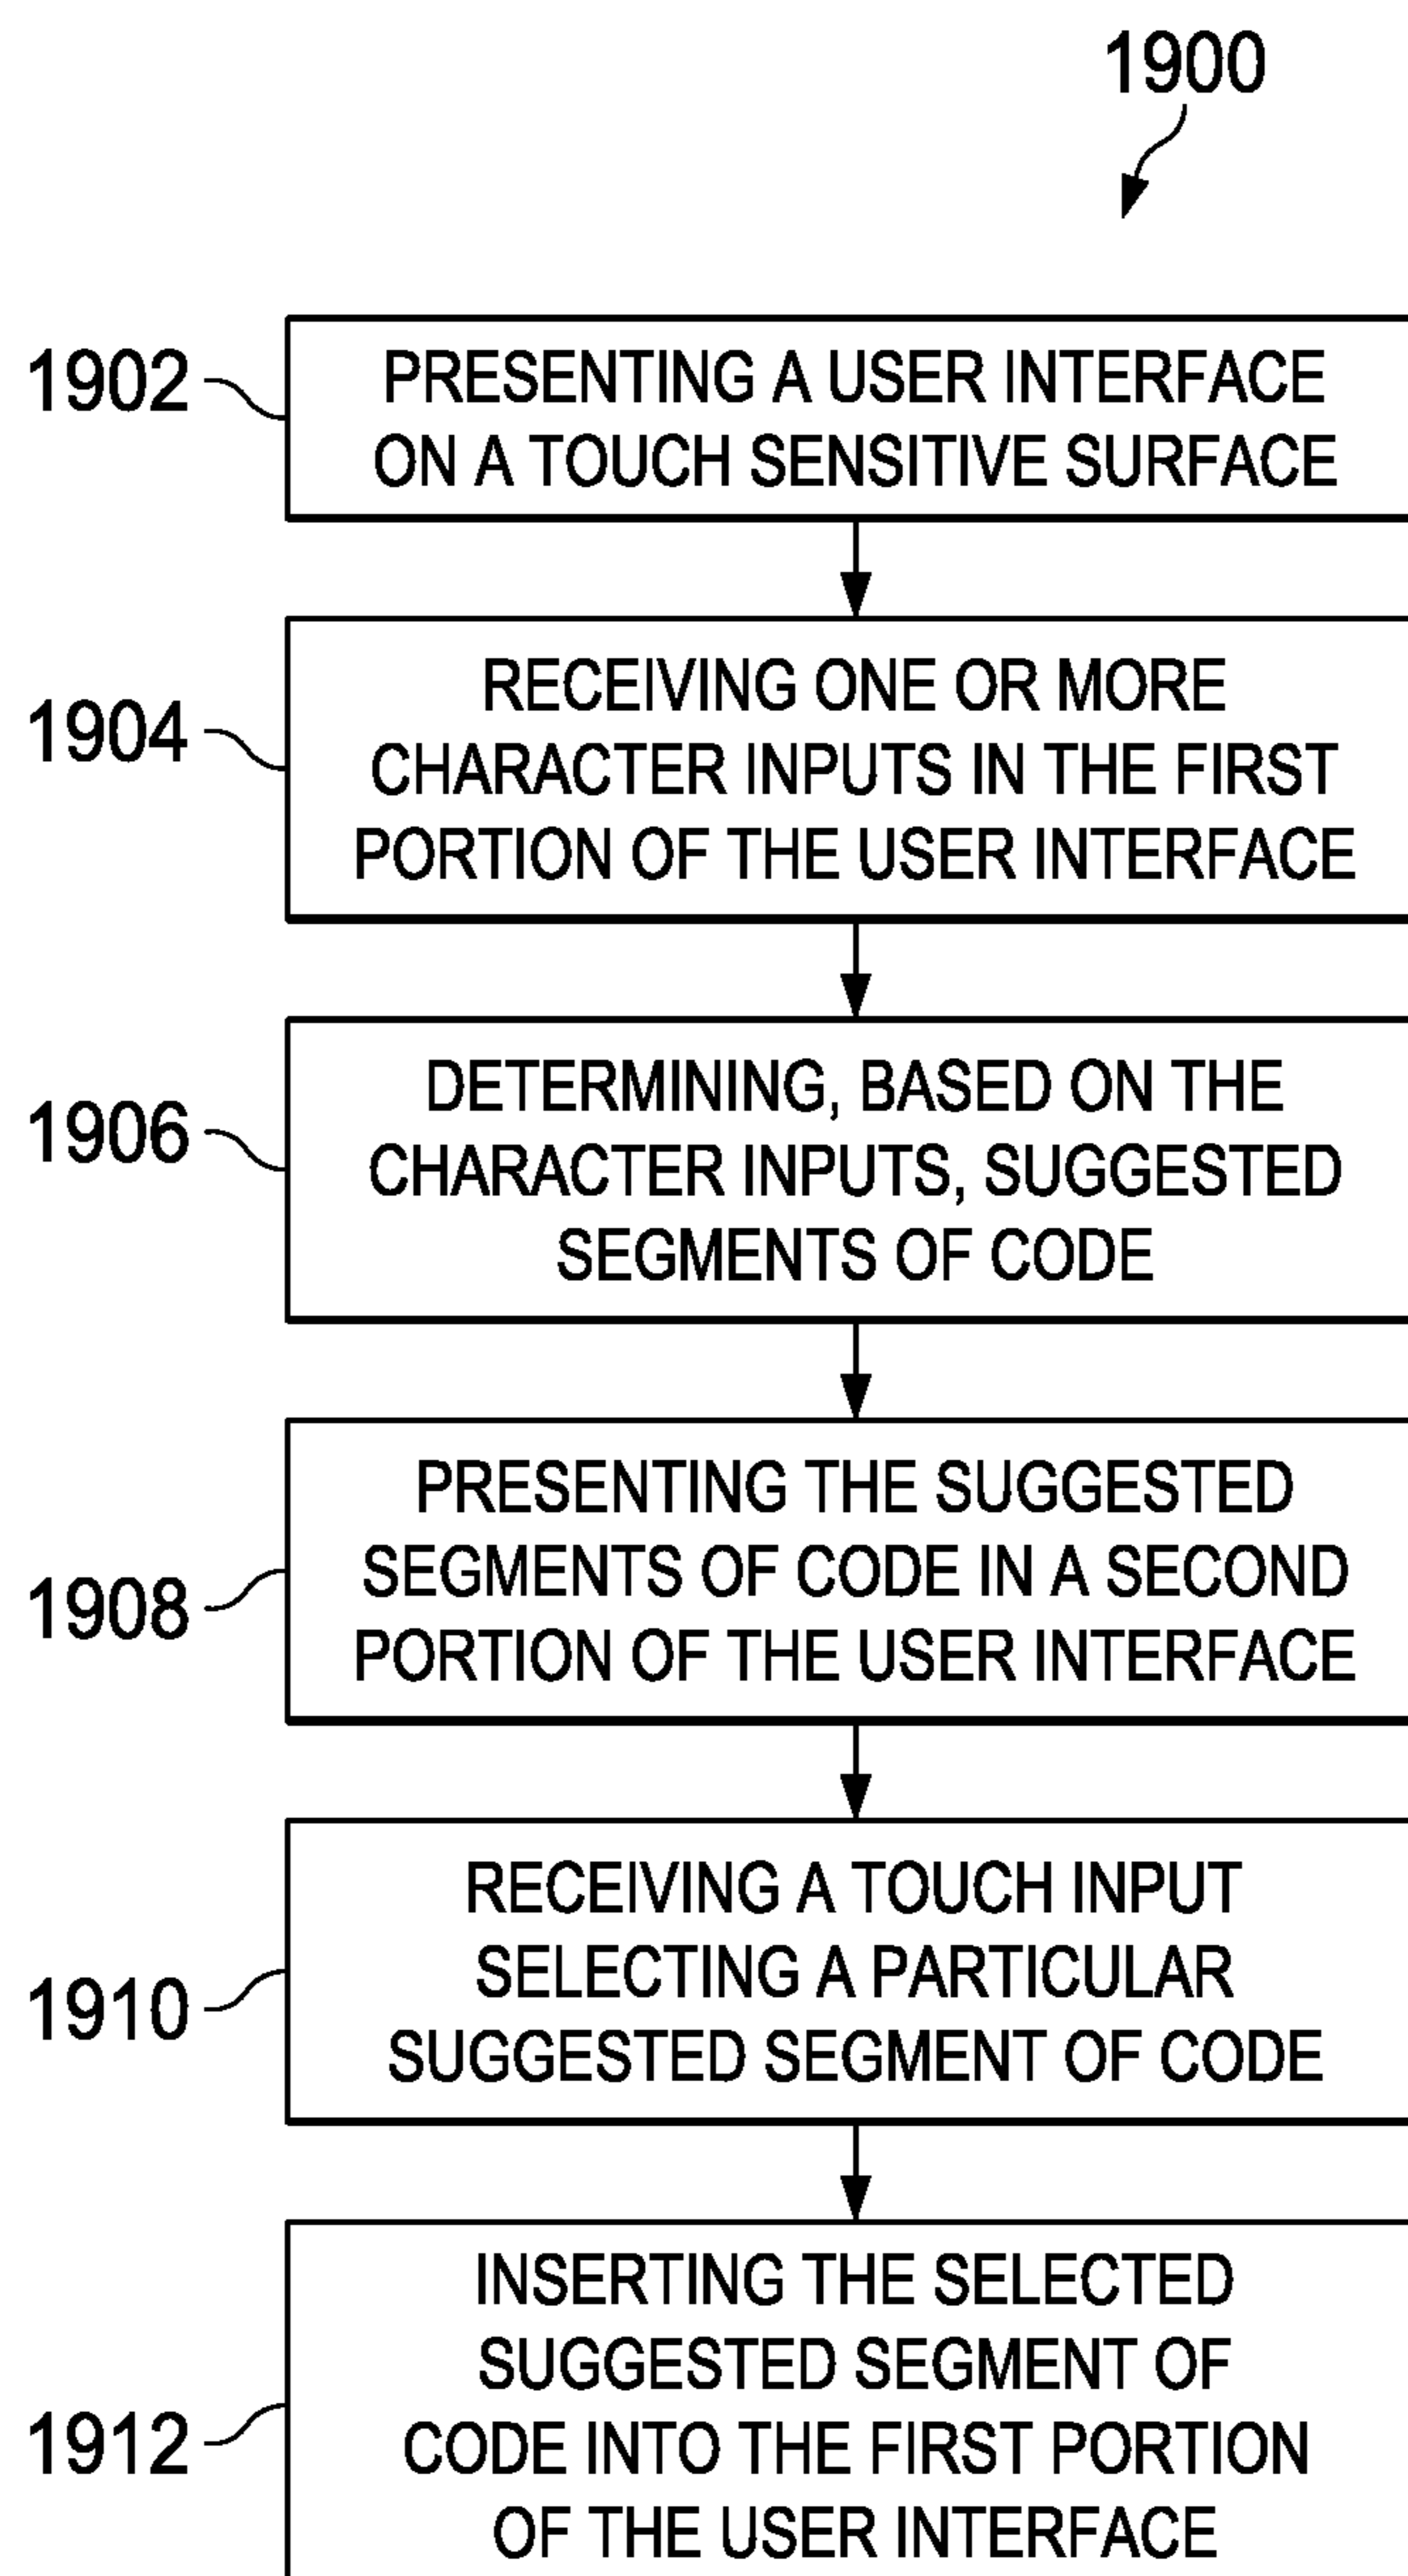 1900
1902
PRESENTING A USER INTERFACE
ON A TOUCH SENSITIVE SURFACE
1904
RECEIVING ONE OR MORE
CHARACTER INPUTS IN THE FIRST
PORTION OF THE USER INTERFACE
1906
DETERMINING, BASED ON THE
CHARACTER INPUTS, SUGGESTED
SEGMENTS OF CODE
1908
PRESENTING THE SUGGESTED
SEGMENTS OF CODE IN A SECOND
PORTION OF THE USER INTERFACE
1910
RECEIVING A TOUCH INPUT
SELECTING A PARTICULAR
SUGGESTED SEGMENT OF CODE
1912
INSERTING THE SELECTED
SUGGESTED SEGMENT OF
CODE INTO THE FIRST PORTION
OF THE USER INTERFACE